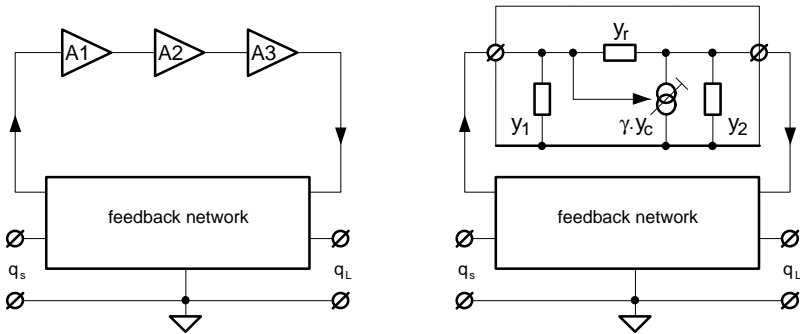 A1 A2 A3
feedback network
q_s q_L
y_r
y_1 γ·y_c y_2
feedback network
q_s q_L